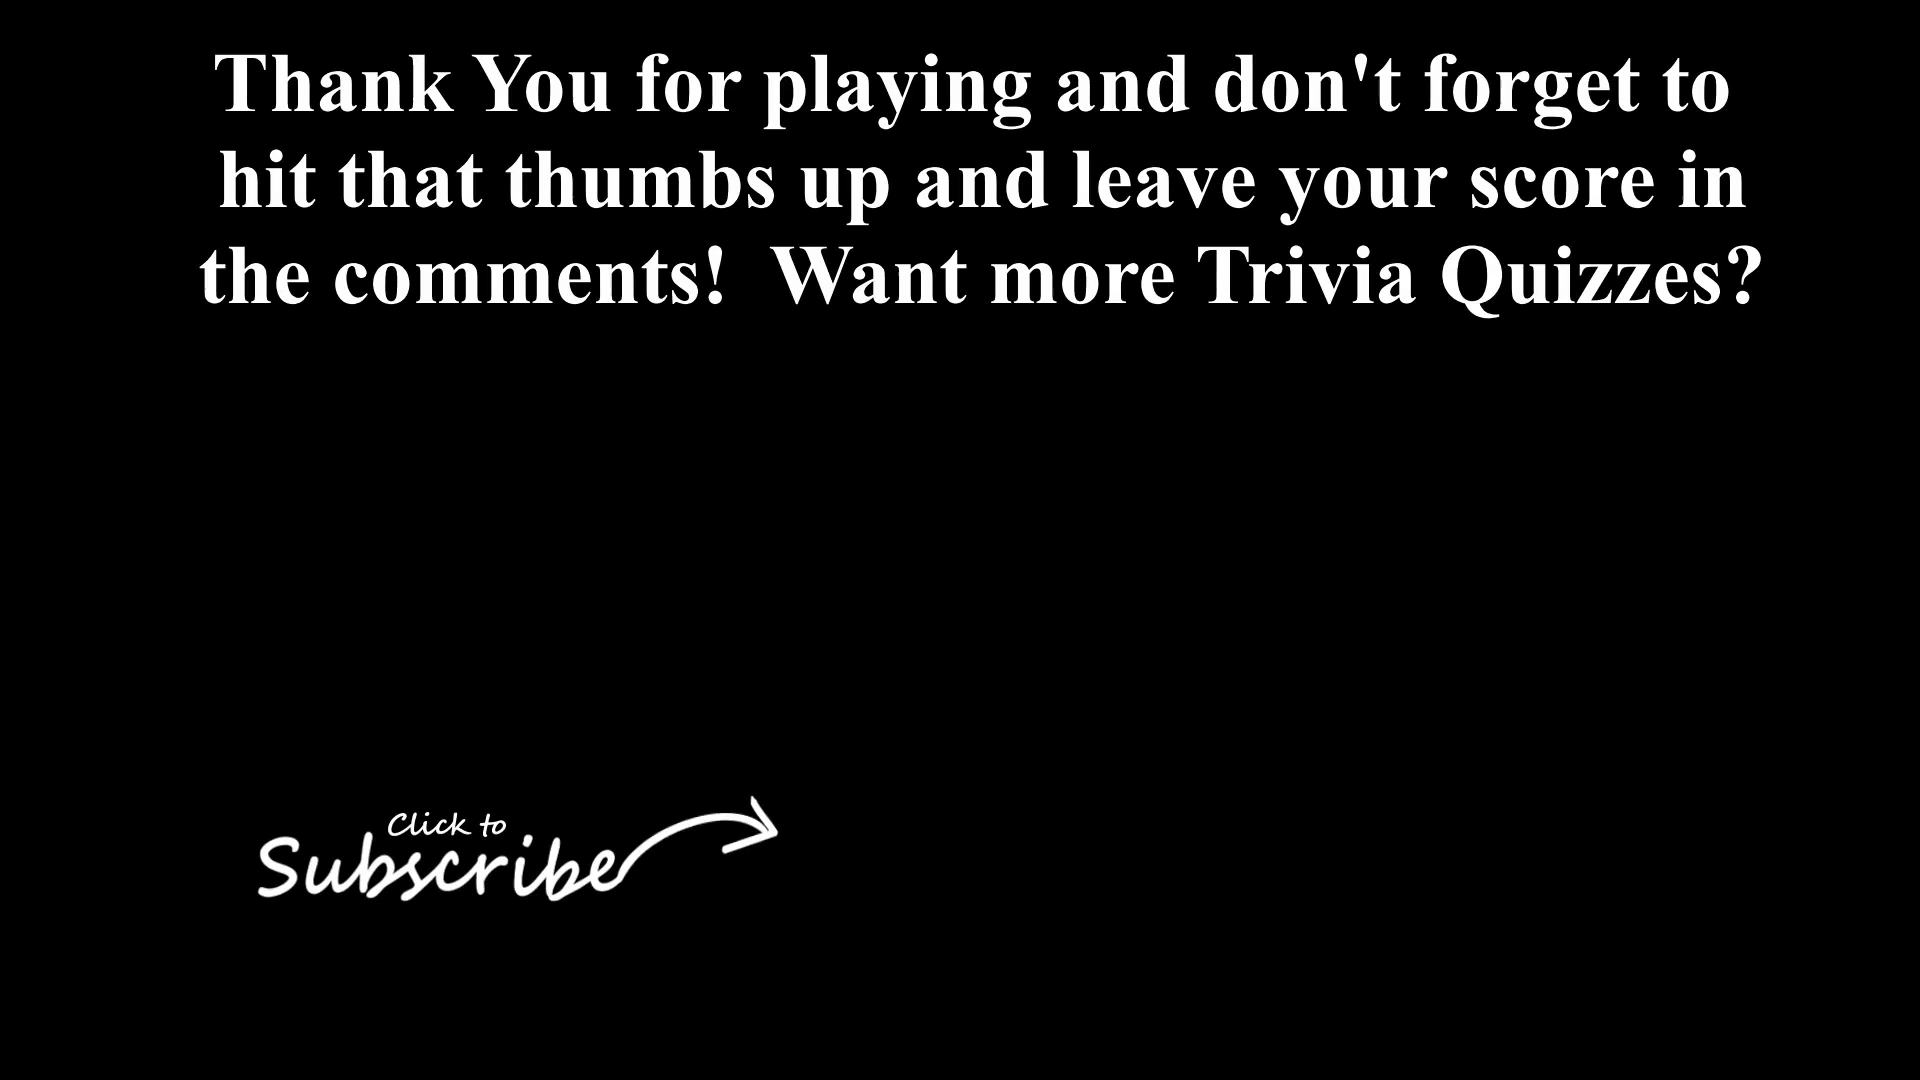 Thank You for playing and don't forget to
hit that thumbs up and leave your score in
the comments!  Want more Trivia Quizzes?
Click to
Subscribe